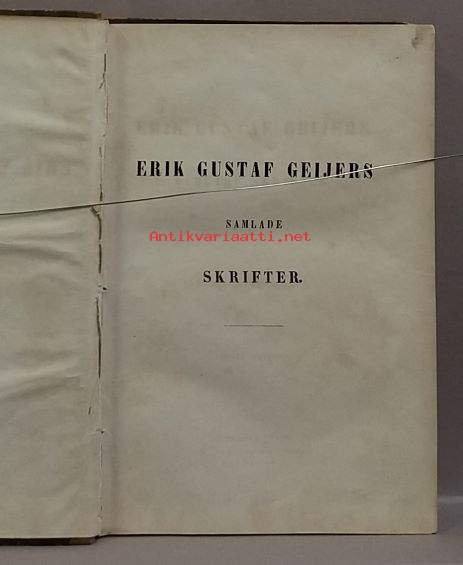 ERIK GUSTAF GEIJERS
SAMLADE
Antikvariaatti.net
SKRIFTER.